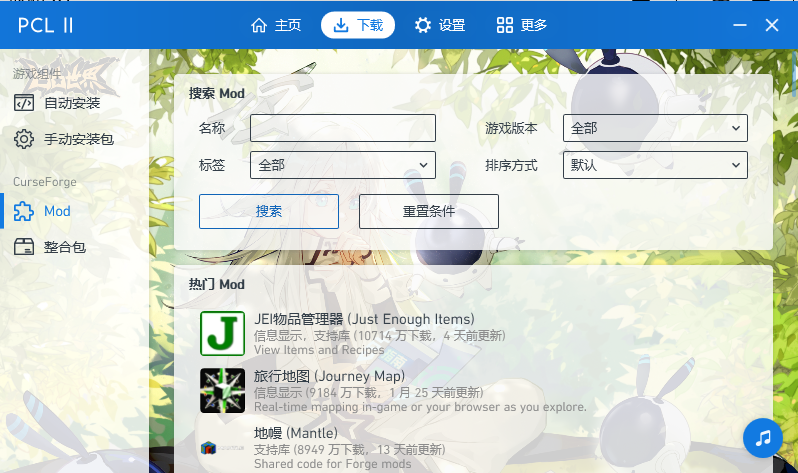 PCL II
主页
下载
设置
更多
游戏组件
自动安装
手动安装包
CurseForge
Mod
整合包
搜索 Mod
名称
游戏版本
全部
标签
全部
排序方式
默认
搜索
重置条件
热门 Mod
JEI物品管理器 (Just Enough Items)
信息显示，支持库 (10714 万下载，4 天前更新)
View Items and Recipes
旅行地图 (Journey Map)
信息显示 (9184 万下载，1 月 25 天前更新)
Real-time mapping in-game or your browser as you explore.
地幔 (Mantle)
支持库 (8949 万下载，13 天前更新)
Shared code for Forge mods